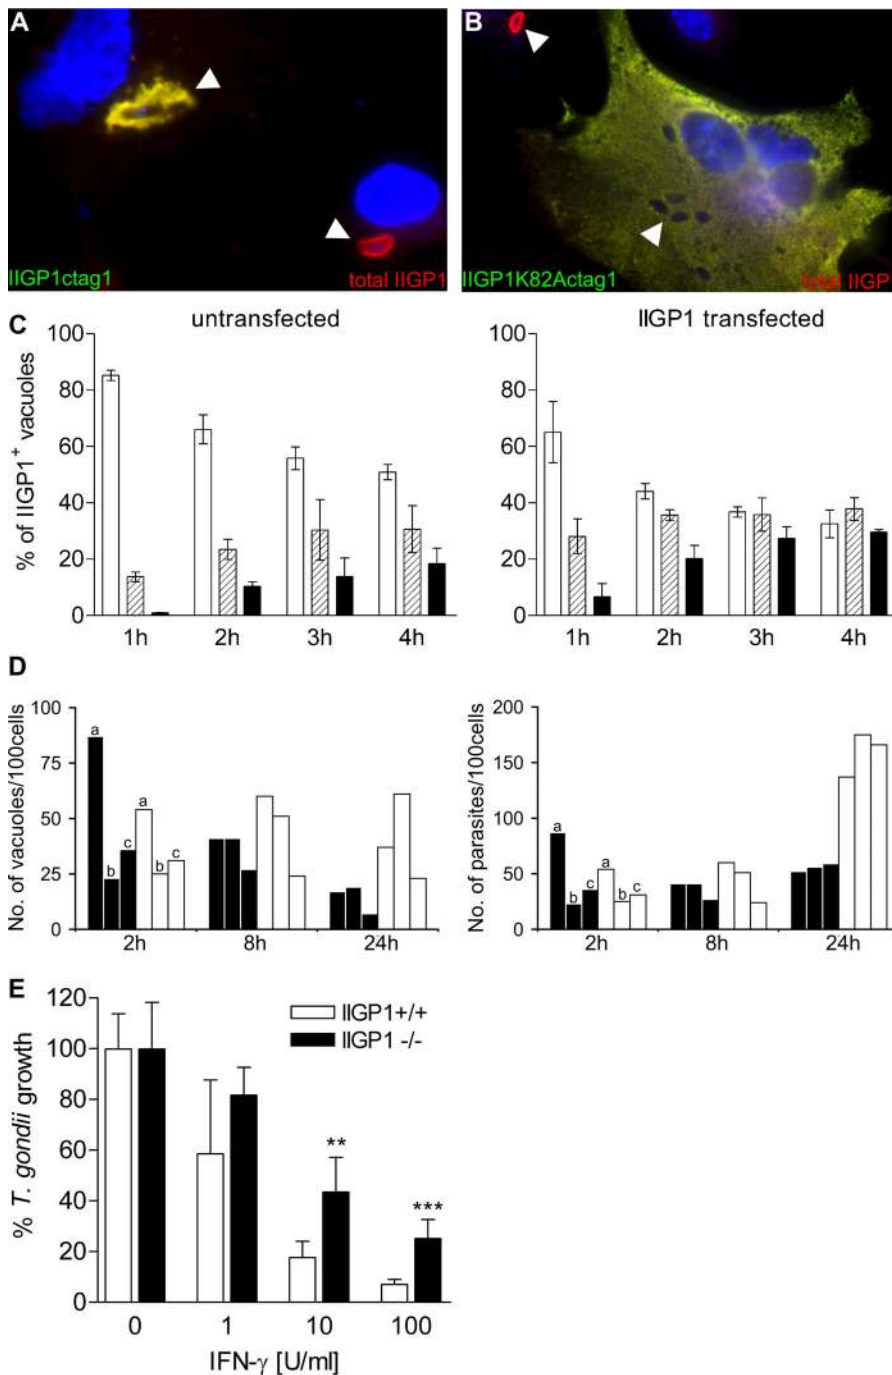 A
IIGP1ctag1
total IIGP1
B
IIGP1K82Actag1
total IIGP
C
untransfected
IIGP1 transfected
% of IIGP1+ vacuoles
100
80
60
40
20
0
1h 2h 3h 4h
100
80
60
40
20
0
1h 2h 3h 4h
D
No. of vacuoles/100cells
100
75
50
25
0
a
b
c
a
b
c
2h 8h 24h
No. of parasites/100cells
200
150
100
50
0
a
b
c
a
b
c
2h 8h 24h
E
% T. gondii growth
120
100
80
60
40
20
0
IIGP1+/+
IIGP1 -/-
**
***
0 1 10 100
IFN-γ [U/ml]